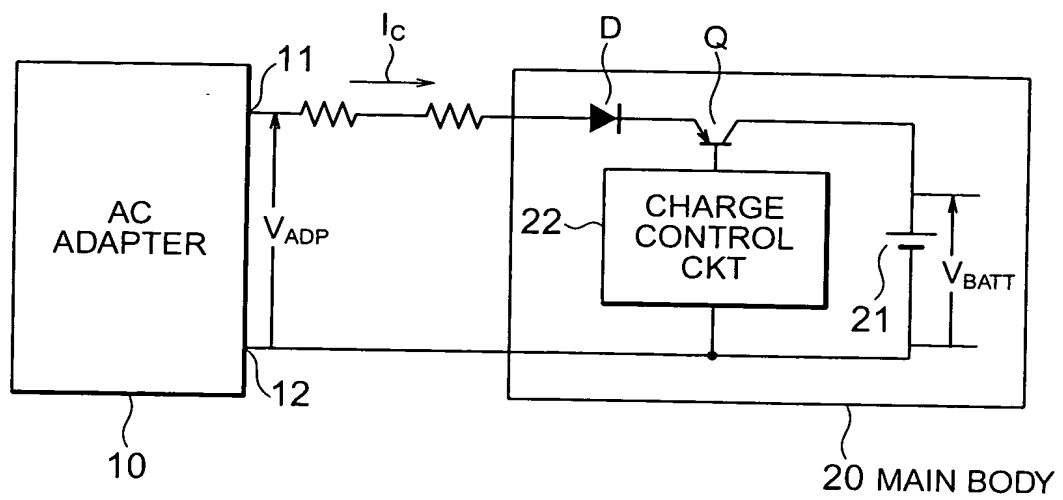 I_C
D
Q
11
AC
ADAPTER
V_ADP
22
CHARGE
CONTROL
CKT
21
V_BATT
12
10
20 MAIN BODY